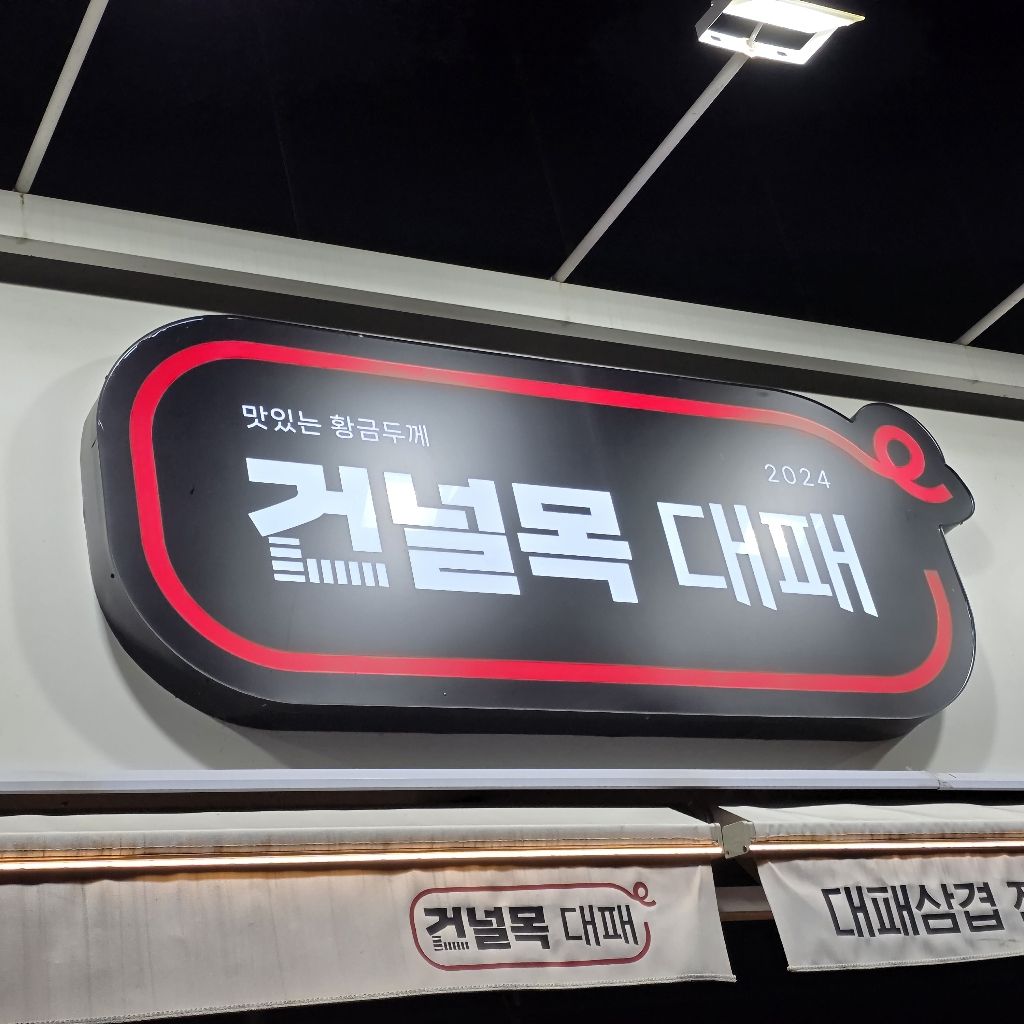 맛있는 황금두께
2024
건널목 대패
건널목 대패
대패삼겹